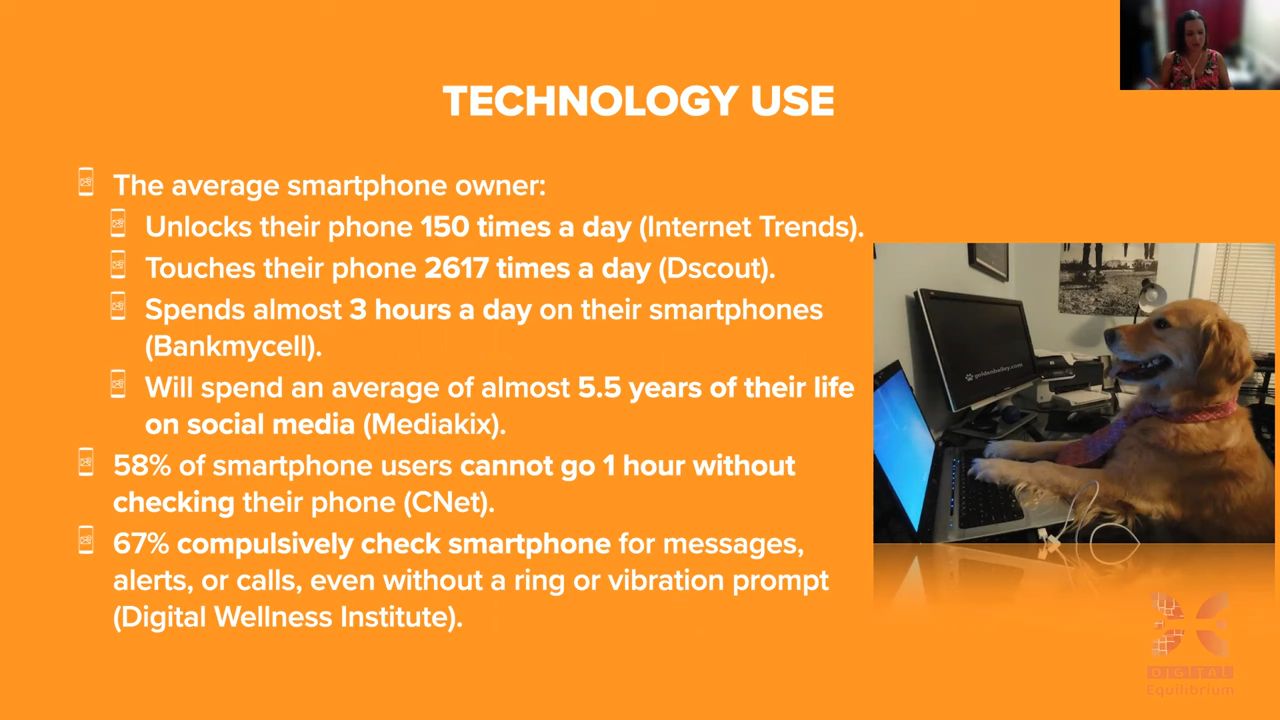 TECHNOLOGY USE
The average smartphone owner:
Unlocks their phone 150 times a day (Internet Trends).
Touches their phone 2617 times a day (Dscout).
Spends almost 3 hours a day on their smartphones
(Bankmycell).
Will spend an average of almost 5.5 years of their life
on social media (Mediakix).
58% of smartphone users cannot go 1 hour without
checking their phone (CNet).
67% compulsively check smartphone for messages,
alerts, or calls, even without a ring or vibration prompt
(Digital Wellness Institute).
goldenbailey.com
DIGITAL
Equilibrium